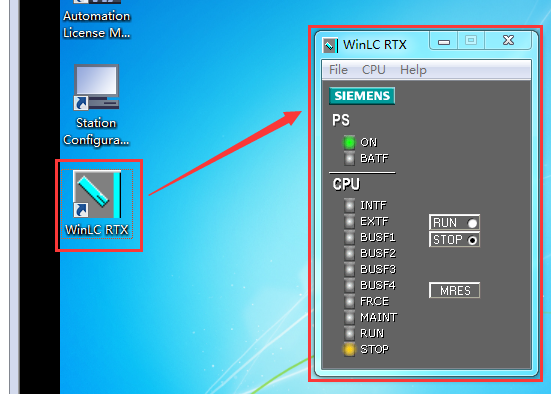 Automation
License M...
Station
Configura...
WinLC RTX
WinLC RTX
File CPU Help
SIEMENS
PS
ON
BATF
CPU
INTF
EXTF
BUSF1
BUSF2
BUSF3
BUSF4
FRCE
MAINT
RUN
STOP
RUN
STOP
MRES